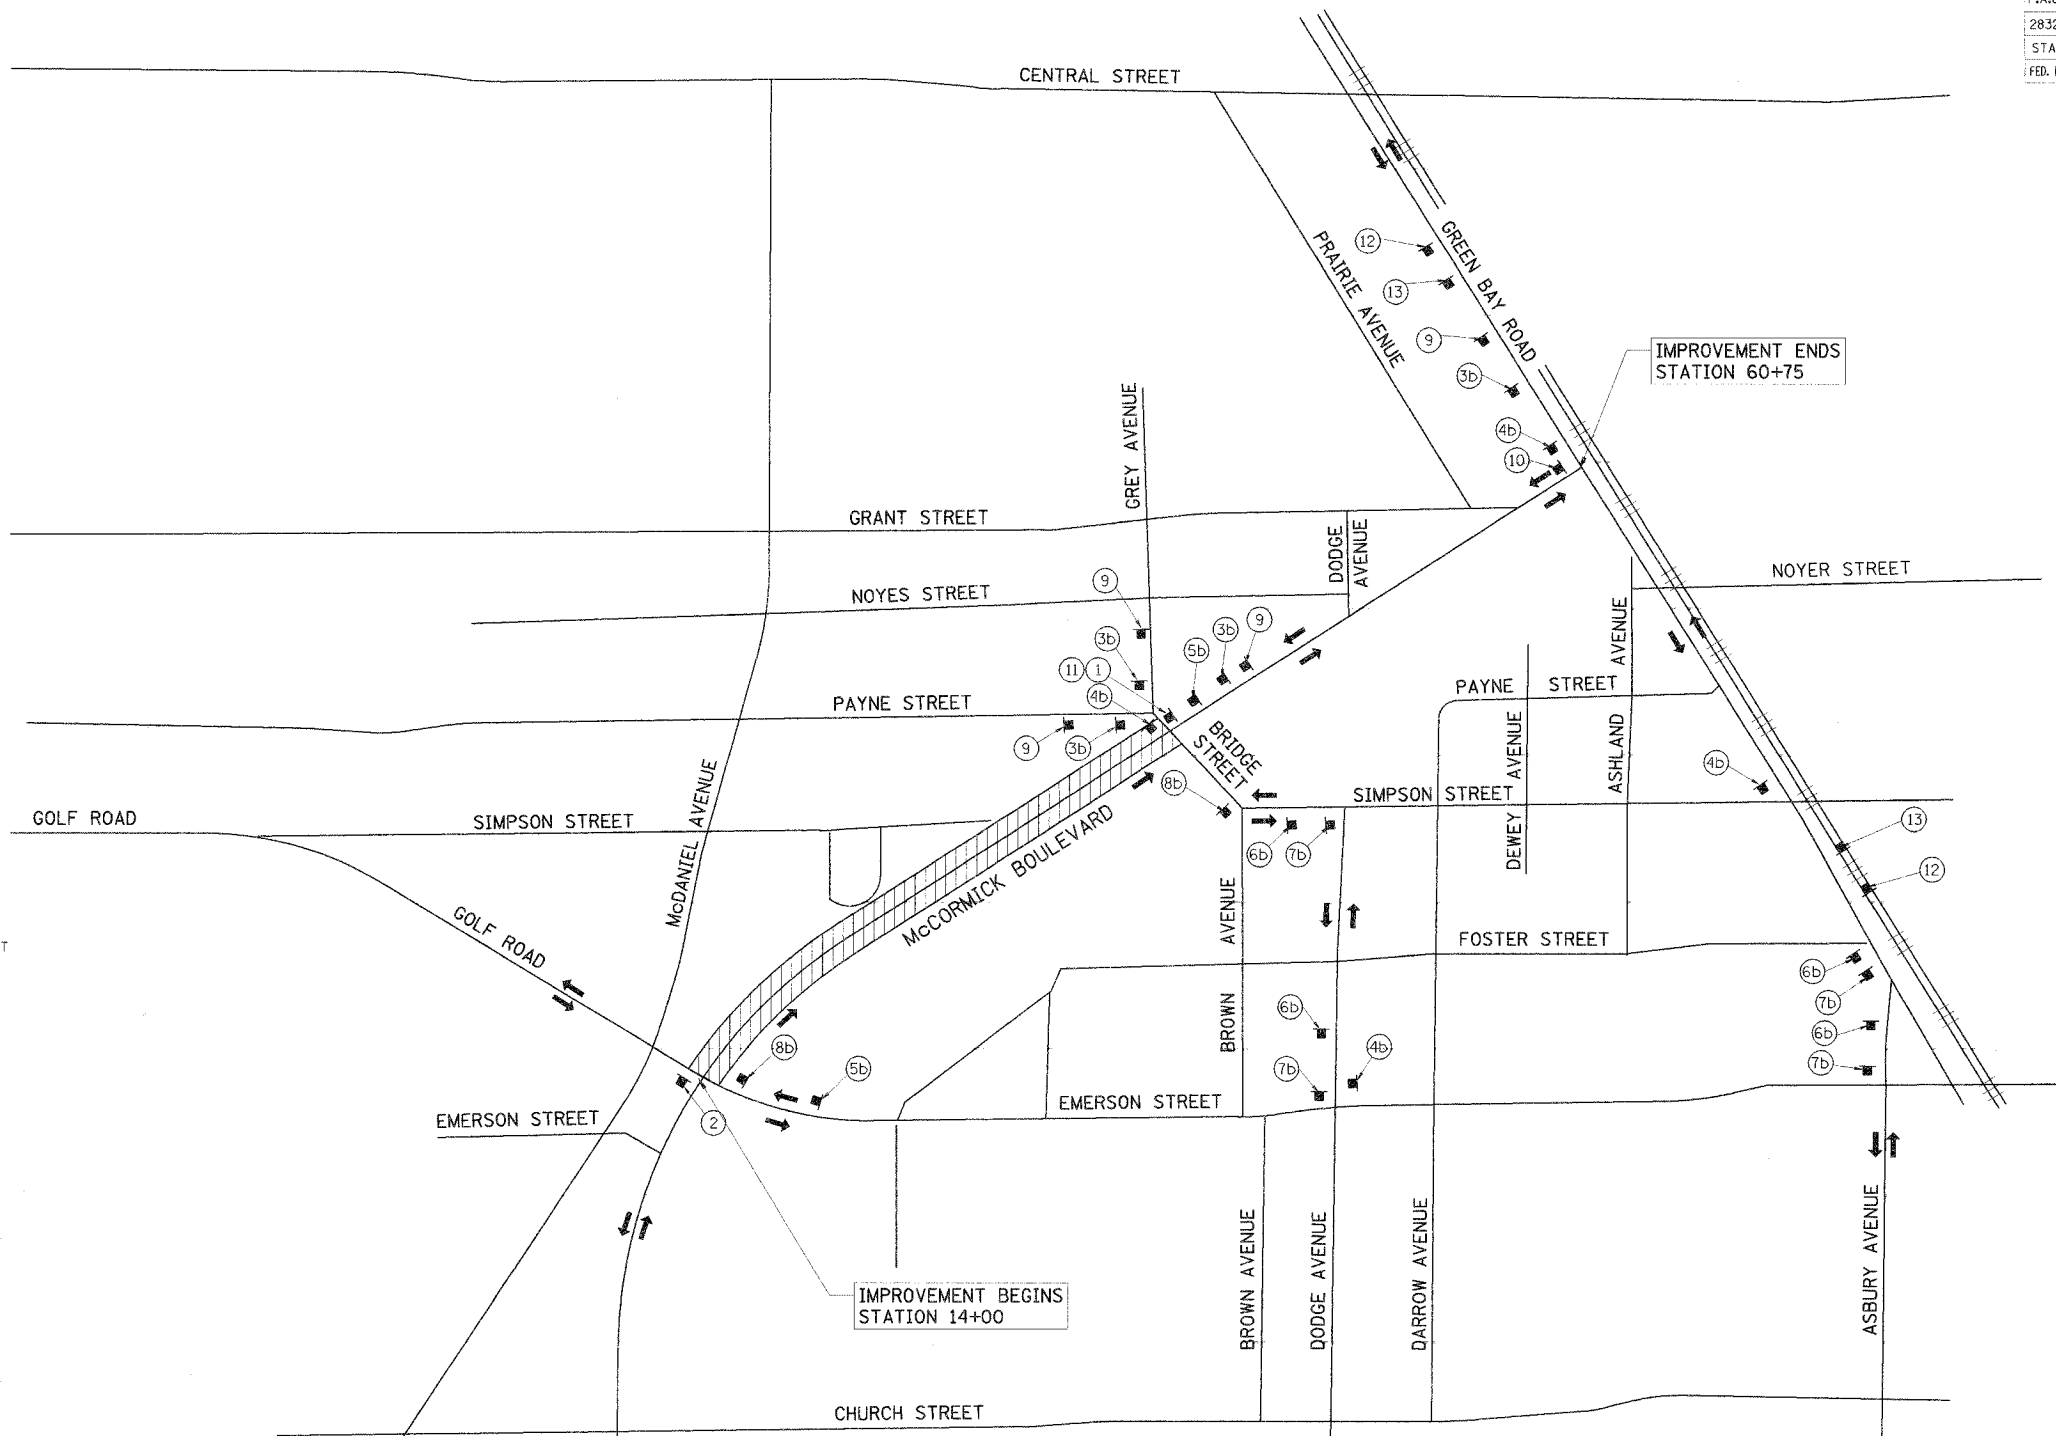 2832
STA
FED.
CENTRAL STREET
12
13
9
3b
4b
10
PRAIRIE AVENUE
GREEN BAY ROAD
IMPROVEMENT ENDS
STATION 60+75
GREY AVENUE
GRANT STREET
DODGE
AVENUE
NOYES STREET
NOYER STREET
9
3b
11
1
4b
5b
3b
9
PAYNE STREET
9
3b
BRIDGE
STREET
8b
PAYNE STREET
DEWEY AVENUE
ASHLAND AVENUE
4b
GOLF ROAD
SIMPSON STREET
McDANIEL AVENUE
McCORMICK BOULEVARD
SIMPSON STREET
6b
7b
13
12
GOLF ROAD
BROWN AVENUE
FOSTER STREET
T
6b
7b
6b
7b
6b
7b
4b
8b
5b
2
EMERSON STREET
EMERSON STREET
IMPROVEMENT BEGINS
STATION 14+00
BROWN AVENUE
DODGE AVENUE
DARROW AVENUE
ASBURY AVENUE
CHURCH STREET